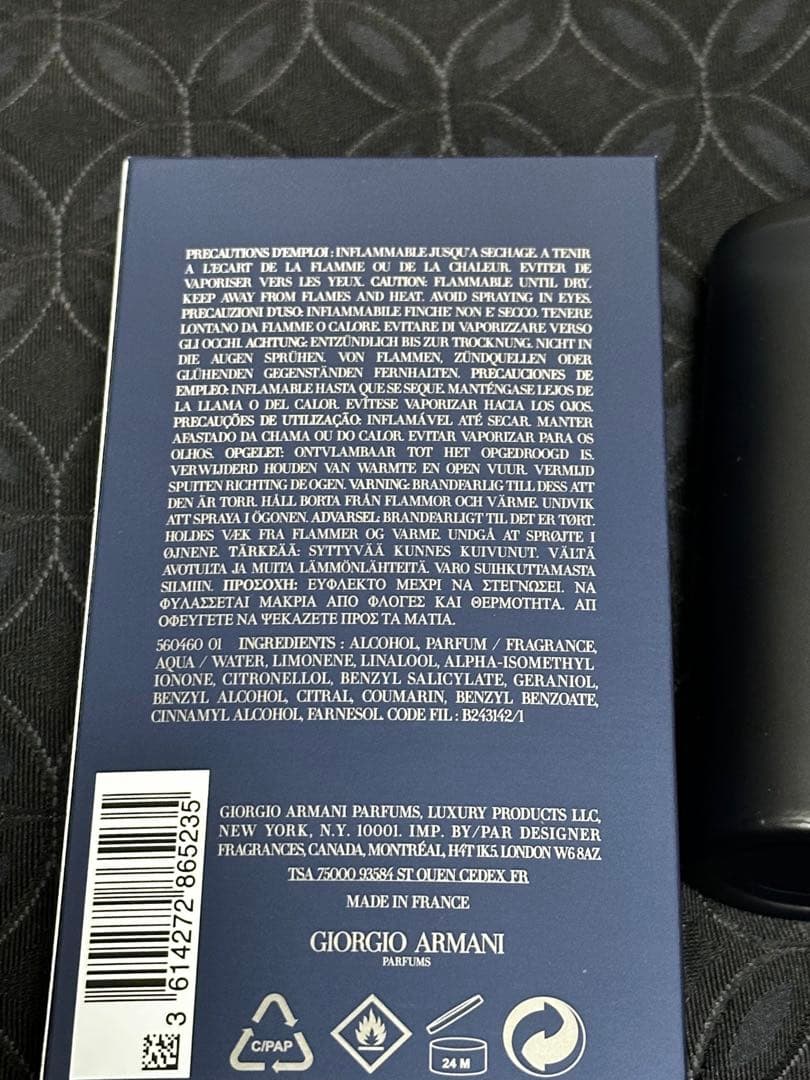 PRECAUTIONS D'EMPLOI : INFLAMMABLE JUSQU'A SECHAGE. A TENIR
A L'ECART DE LA FLAMME OU DE LA CHALEUR. EVITER DE
VAPORISER VERS LES YEUX. CAUTION: FLAMMABLE UNTIL DRY.
KEEP AWAY FROM FLAMES AND HEAT. AVOID SPRAYING IN EYES.
PRECAUZIONI D'USO: INFIAMMABILE FINCHE' NON E' SECCO. TENERE
LONTANO DA FIAMME O CALORE. EVITARE DI VAPORIZZARE VERSO
GLI OCCHI. ACHTUNG: ENTZÜNDLICH BIS ZUR TROCKNUNG. NICHT IN
DIE AUGEN SPRÜHEN. VON FLAMMEN, ZÜNDQUELLEN ODER
GLÜHENDEN GEGENSTÄNDEN FERNHALTEN. PRECAUCIONES DE
EMPLEO: INFLAMABLE HASTA QUE SE SEQUE. MANTÉNGASE LEJOS DE
LA LLAMA O DEL CALOR. EVÍTESE VAPORIZAR HACIA LOS OJOS.
PRECAUÇÕES DE UTILIZAÇÃO: INFLAMÁVEL ATÉ SECAR. MANTER
AFASTADO DA CHAMA OU DO CALOR. EVITAR VAPORIZAR PARA OS
OLHOS. OPGELET: ONTVLAMBAAR TOT HET OPGEDROOGD IS.
VERWIJDERD HOUDEN VAN WARMTE EN OPEN VUUR. VERMIJD
SPUITEN RICHTING DE OGEN. VARNING: BRANDFARLIG TILL DESS ATT
DEN ÄR TORR. HÅLL BORTA FRÅN FLAMMOR OCH VÄRME. UNDVIK
ATT SPRAYA I ÖGONEN. ADVARSEL: BRANDFARLIGT TIL DET ER TØRT.
HOLDES VÆK FRA FLAMMER OG VARME. UNDGÅ AT SPRØJTE I
ØJNENE. TÄRKEÄÄ: SYTTYVÄÄ KUNNES KUIVUNUT. VÄLTÄ
AVOTULTA JA MUITA LÄMMÖNLÄHTEITÄ. VARO SUIHKUTTAMASTA
SILMIIN. ΠΡΟΣΟΧΗ: ΕΥΦΛΕΚΤΟ ΜΕΧΡΙ ΝΑ ΣΤΕΓΝΩΣΕΙ. ΝΑ
ΦΥΛΑΣΣΕΤΑΙ ΜΑΚΡΙΑ ΑΠΟ ΦΛΟΓΕΣ ΚΑΙ ΘΕΡΜΟΤΗΤΑ. ΑΠ
ΟΦΕΥΓΕΤΕ ΝΑ ΨΕΚΑΖΕΤΕ ΠΡΟΣ ΤΑ ΜΑΤΙΑ.
560460 01 INGREDIENTS : ALCOHOL, PARFUM / FRAGRANCE,
AQUA / WATER, LIMONENE, LINALOOL, ALPHA-ISOMETHYL
IONONE, CITRONELLOL, BENZYL SALICYLATE, GERANIOL,
BENZYL ALCOHOL, CITRAL, COUMARIN, BENZYL BENZOATE,
CINNAMYL ALCOHOL, FARNESOL. CODE FIL : B243142/1
GIORGIO ARMANI PARFUMS, LUXURY PRODUCTS LLC,
NEW YORK, N.Y. 10001. IMP. BY/PAR DESIGNER
FRAGRANCES, CANADA, MONTRÉAL, H4T 1K5. LONDON W6 8AZ
TSA 75000 93584 ST OUEN CEDEX FR
MADE IN FRANCE
GIORGIO ARMANI
PARFUMS
3 614272 865235
C/PAP
24 M